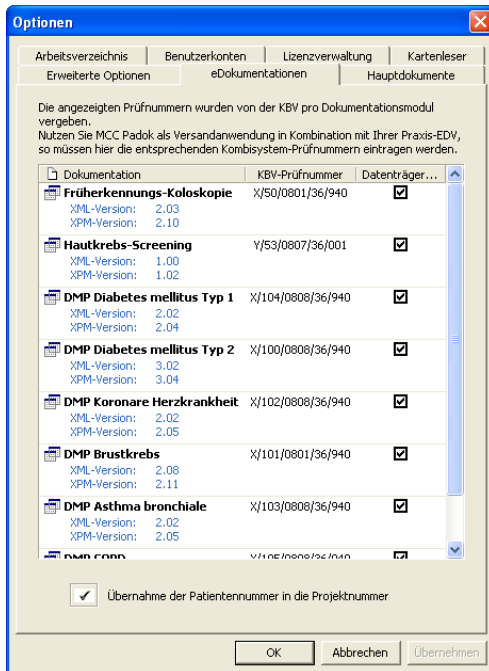 Optionen
Arbeitsverzeichnis Benutzerkonten Lizenzverwaltung Kartenleser
Erweiterte Optionen eDokumentationen Hauptdokumente
Die angezeigten Prüfnummern wurden von der KBV pro Dokumentationsmodul
vergeben.
Nutzen Sie MCC Padok als Versandanwendung in Kombination mit Ihrer Praxis-EDV,
so müssen hier die entsprechenden Kombisystem-Prüfnummern eintragen werden.
Dokumentation KBV-Prüfnummer Datenträger...
Früherkennungs-Koloskopie X/50/0801/36/940
XML-Version: 2.03
XPM-Version: 2.10
Hautkrebs-Screening Y/53/0807/36/001
XML-Version: 1.00
XPM-Version: 1.02
DMP Diabetes mellitus Typ 1 X/104/0808/36/940
XML-Version: 2.02
XPM-Version: 2.04
DMP Diabetes mellitus Typ 2 X/100/0808/36/940
XML-Version: 3.02
XPM-Version: 3.04
DMP Koronare Herzkrankheit X/102/0808/36/940
XML-Version: 2.02
XPM-Version: 2.05
DMP Brustkrebs X/101/0801/36/940
XML-Version: 2.08
XPM-Version: 2.11
DMP Asthma bronchiale X/103/0808/36/940
XML-Version: 2.02
XPM-Version: 2.05
DMP COPD X/105/0808/36/940
Übernahme der Patientennummer in die Projektnummer
OK Abbrechen Übernehmen